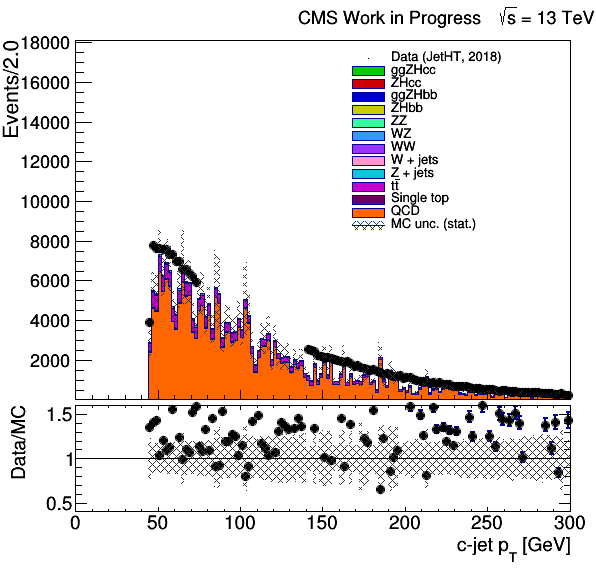 CMS Work in Progress √s = 13 TeV
Events/2.0
18000
16000
14000
12000
10000
8000
6000
4000
2000
Data (JetHT, 2018)
ggZHcc
ZHcc
ggZHbb
ZHbb
ZZ
WZ
WW
W + jets
Z + jets
tt̄
Single top
QCD
MC unc. (stat.)
Data/MC
1.5
1
0.5
0 50 100 150 200 250 300
c-jet p_T [GeV]